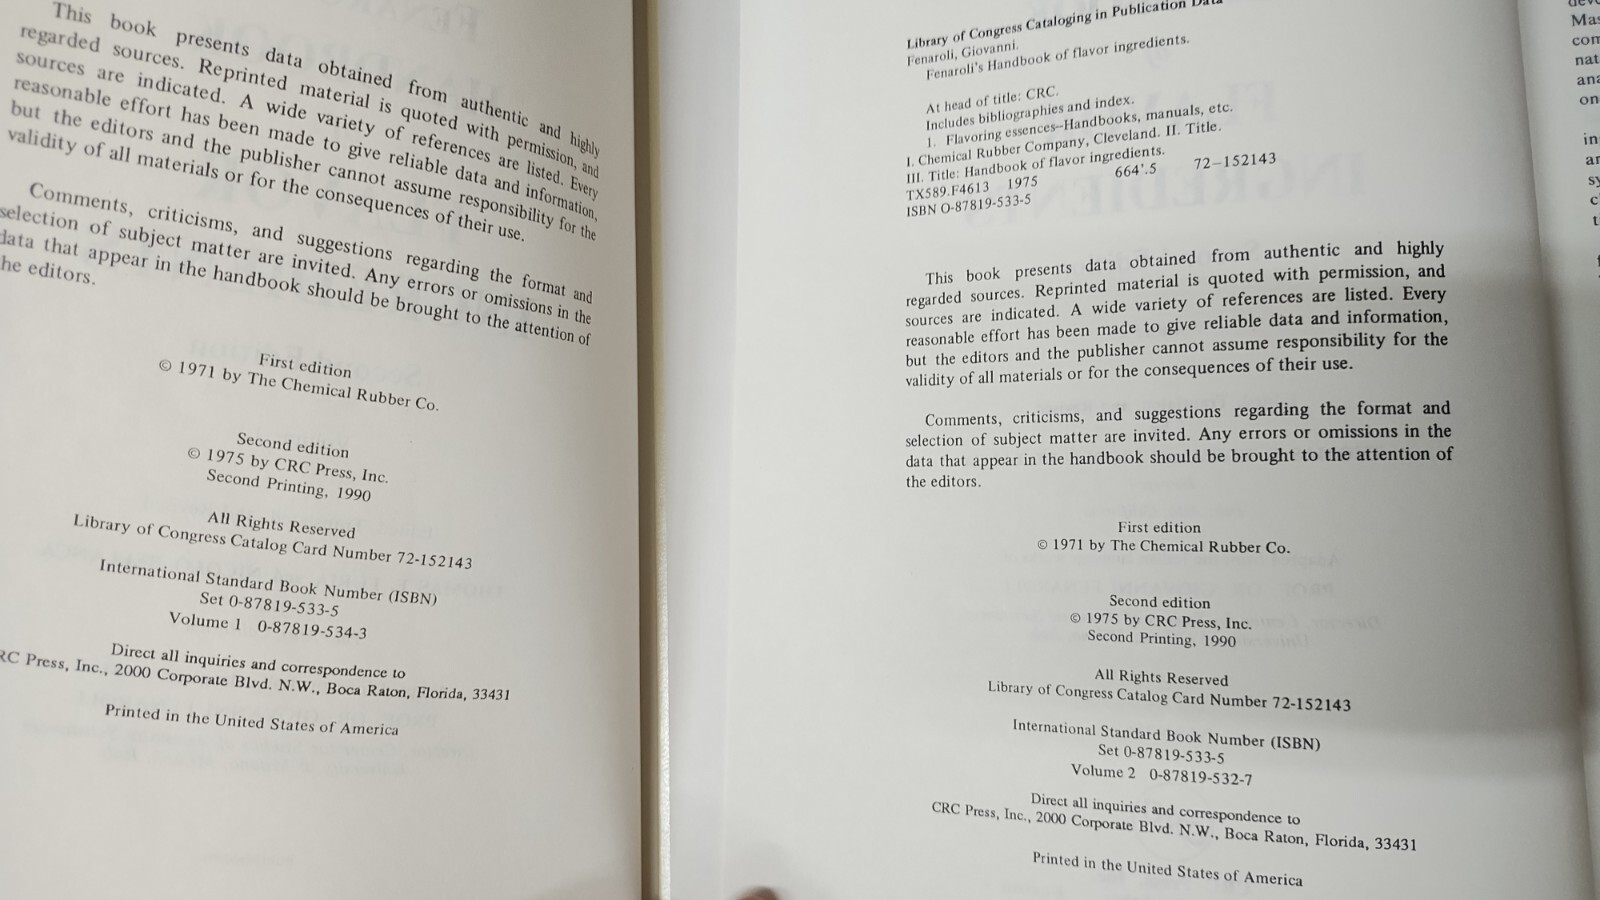 This book presents data obtained from authentic and highly
regarded sources. Reprinted material is quoted with permission, and
sources are indicated. A wide variety of references are listed. Every
reasonable effort has been made to give reliable data and information,
but the editors and the publisher cannot assume responsibility for the
validity of all materials or for the consequences of their use.
Comments, criticisms, and suggestions regarding the format and
selection of subject matter are invited. Any errors or omissions in the
data that appear in the handbook should be brought to the attention of
he editors.
First edition
© 1971 by The Chemical Rubber Co.
Second edition
© 1975 by CRC Press, Inc.
Second Printing, 1990
All Rights Reserved
Library of Congress Catalog Card Number 72-152143
International Standard Book Number (ISBN)
Set 0-87819-533-5
Volume 1 0-87819-534-3
Direct all inquiries and correspondence to
RC Press, Inc., 2000 Corporate Blvd. N.W., Boca Raton, Florida, 33431
Printed in the United States of America
Library of Congress Cataloging in Publication Data
Fenaroli, Giovanni.
Fenaroli's Handbook of flavor ingredients.
At head of title: CRC.
Includes bibliographies and index.
1. Flavoring essences—Handbooks, manuals, etc.
I. Chemical Rubber Company, Cleveland. II. Title.
III. Title: Handbook of flavor ingredients.
TX589.F4613 1975 664'.5 72-152143
ISBN O-87819-533-5
This book presents data obtained from authentic and highly
regarded sources. Reprinted material is quoted with permission, and
sources are indicated. A wide variety of references are listed. Every
reasonable effort has been made to give reliable data and information,
but the editors and the publisher cannot assume responsibility for the
validity of all materials or for the consequences of their use.
Comments, criticisms, and suggestions regarding the format and
selection of subject matter are invited. Any errors or omissions in the
data that appear in the handbook should be brought to the attention of
the editors.
First edition
© 1971 by The Chemical Rubber Co.
Second edition
© 1975 by CRC Press, Inc.
Second Printing, 1990
All Rights Reserved
Library of Congress Catalog Card Number 72-152143
International Standard Book Number (ISBN)
Set 0-87819-533-5
Volume 2 0-87819-532-7
Direct all inquiries and correspondence to
CRC Press, Inc., 2000 Corporate Blvd. N.W., Boca Raton, Florida, 33431
Printed in the United States of America